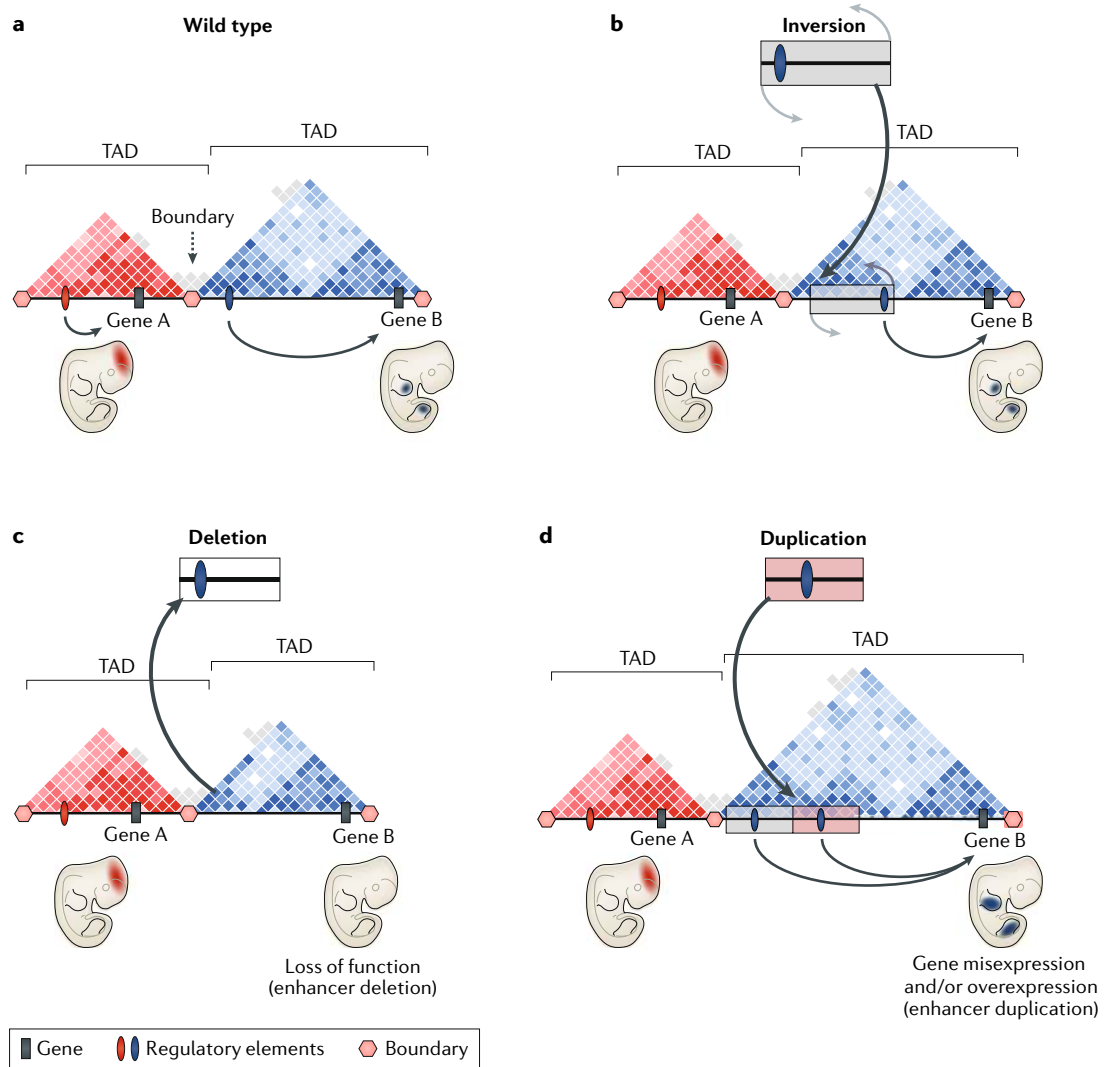 a
Wild type
TAD
TAD
Boundary
Gene A
Gene B
b
Inversion
TAD
TAD
Gene A
Gene B
c
Deletion
TAD
TAD
Gene A
Gene B
Loss of function
(enhancer deletion)
d
Duplication
TAD
TAD
Gene A
Gene B
Gene misexpression
and/or overexpression
(enhancer duplication)
Gene
Regulatory elements
Boundary